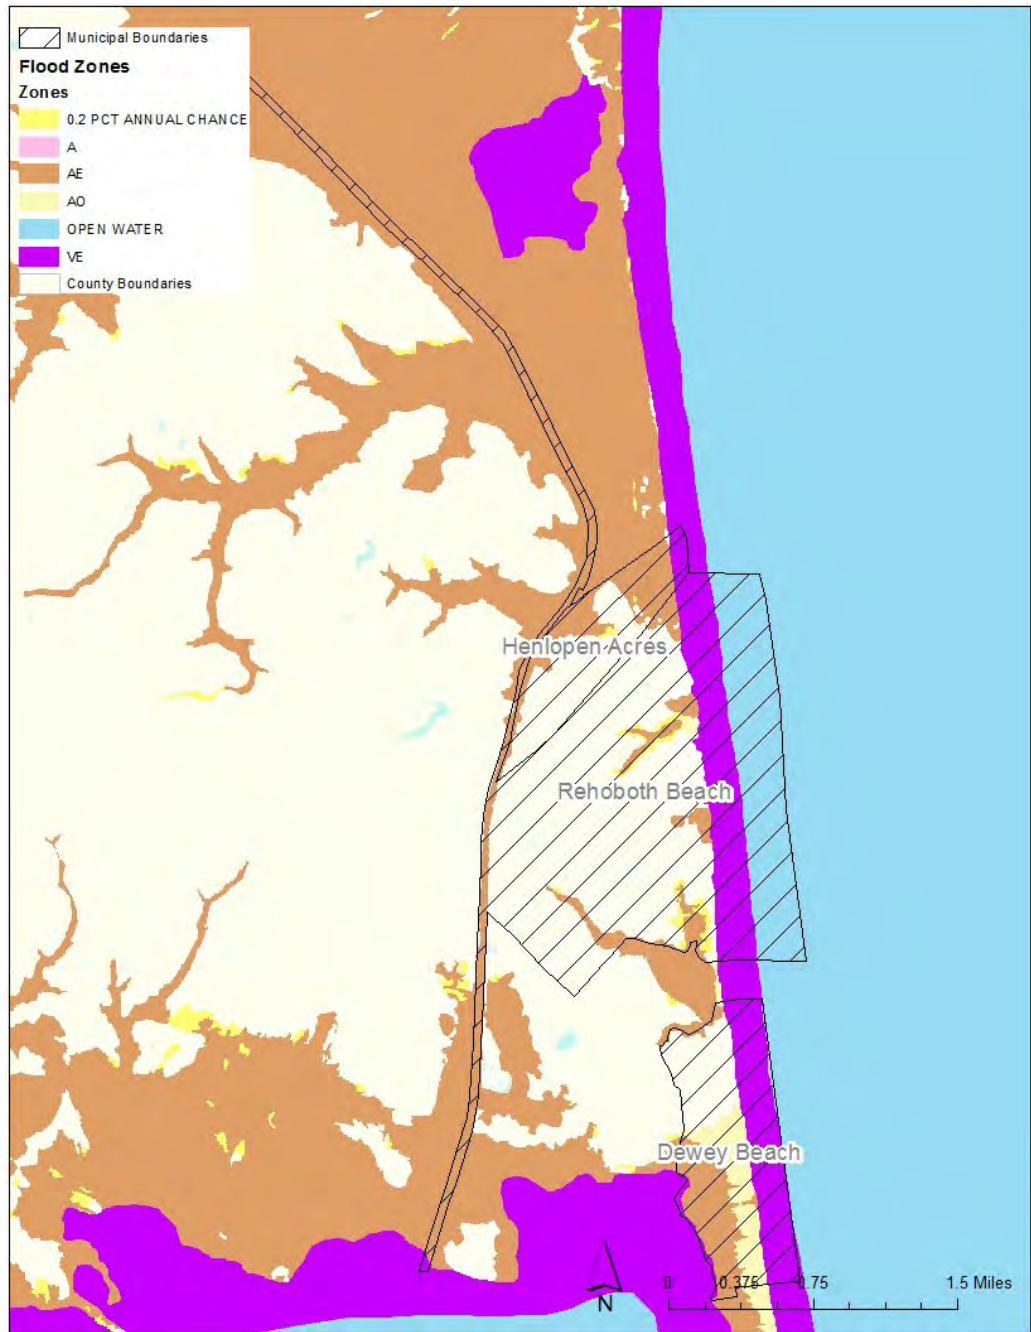 Municipal Boundaries
Flood Zones
Zones
0.2 PCT ANNUAL CHANCE
A
AE
AO
OPEN WATER
VE
County Boundaries
Henlopen Acres
Rehoboth Beach
Dewey Beach
N
0 0.375 0.75 1.5 Miles